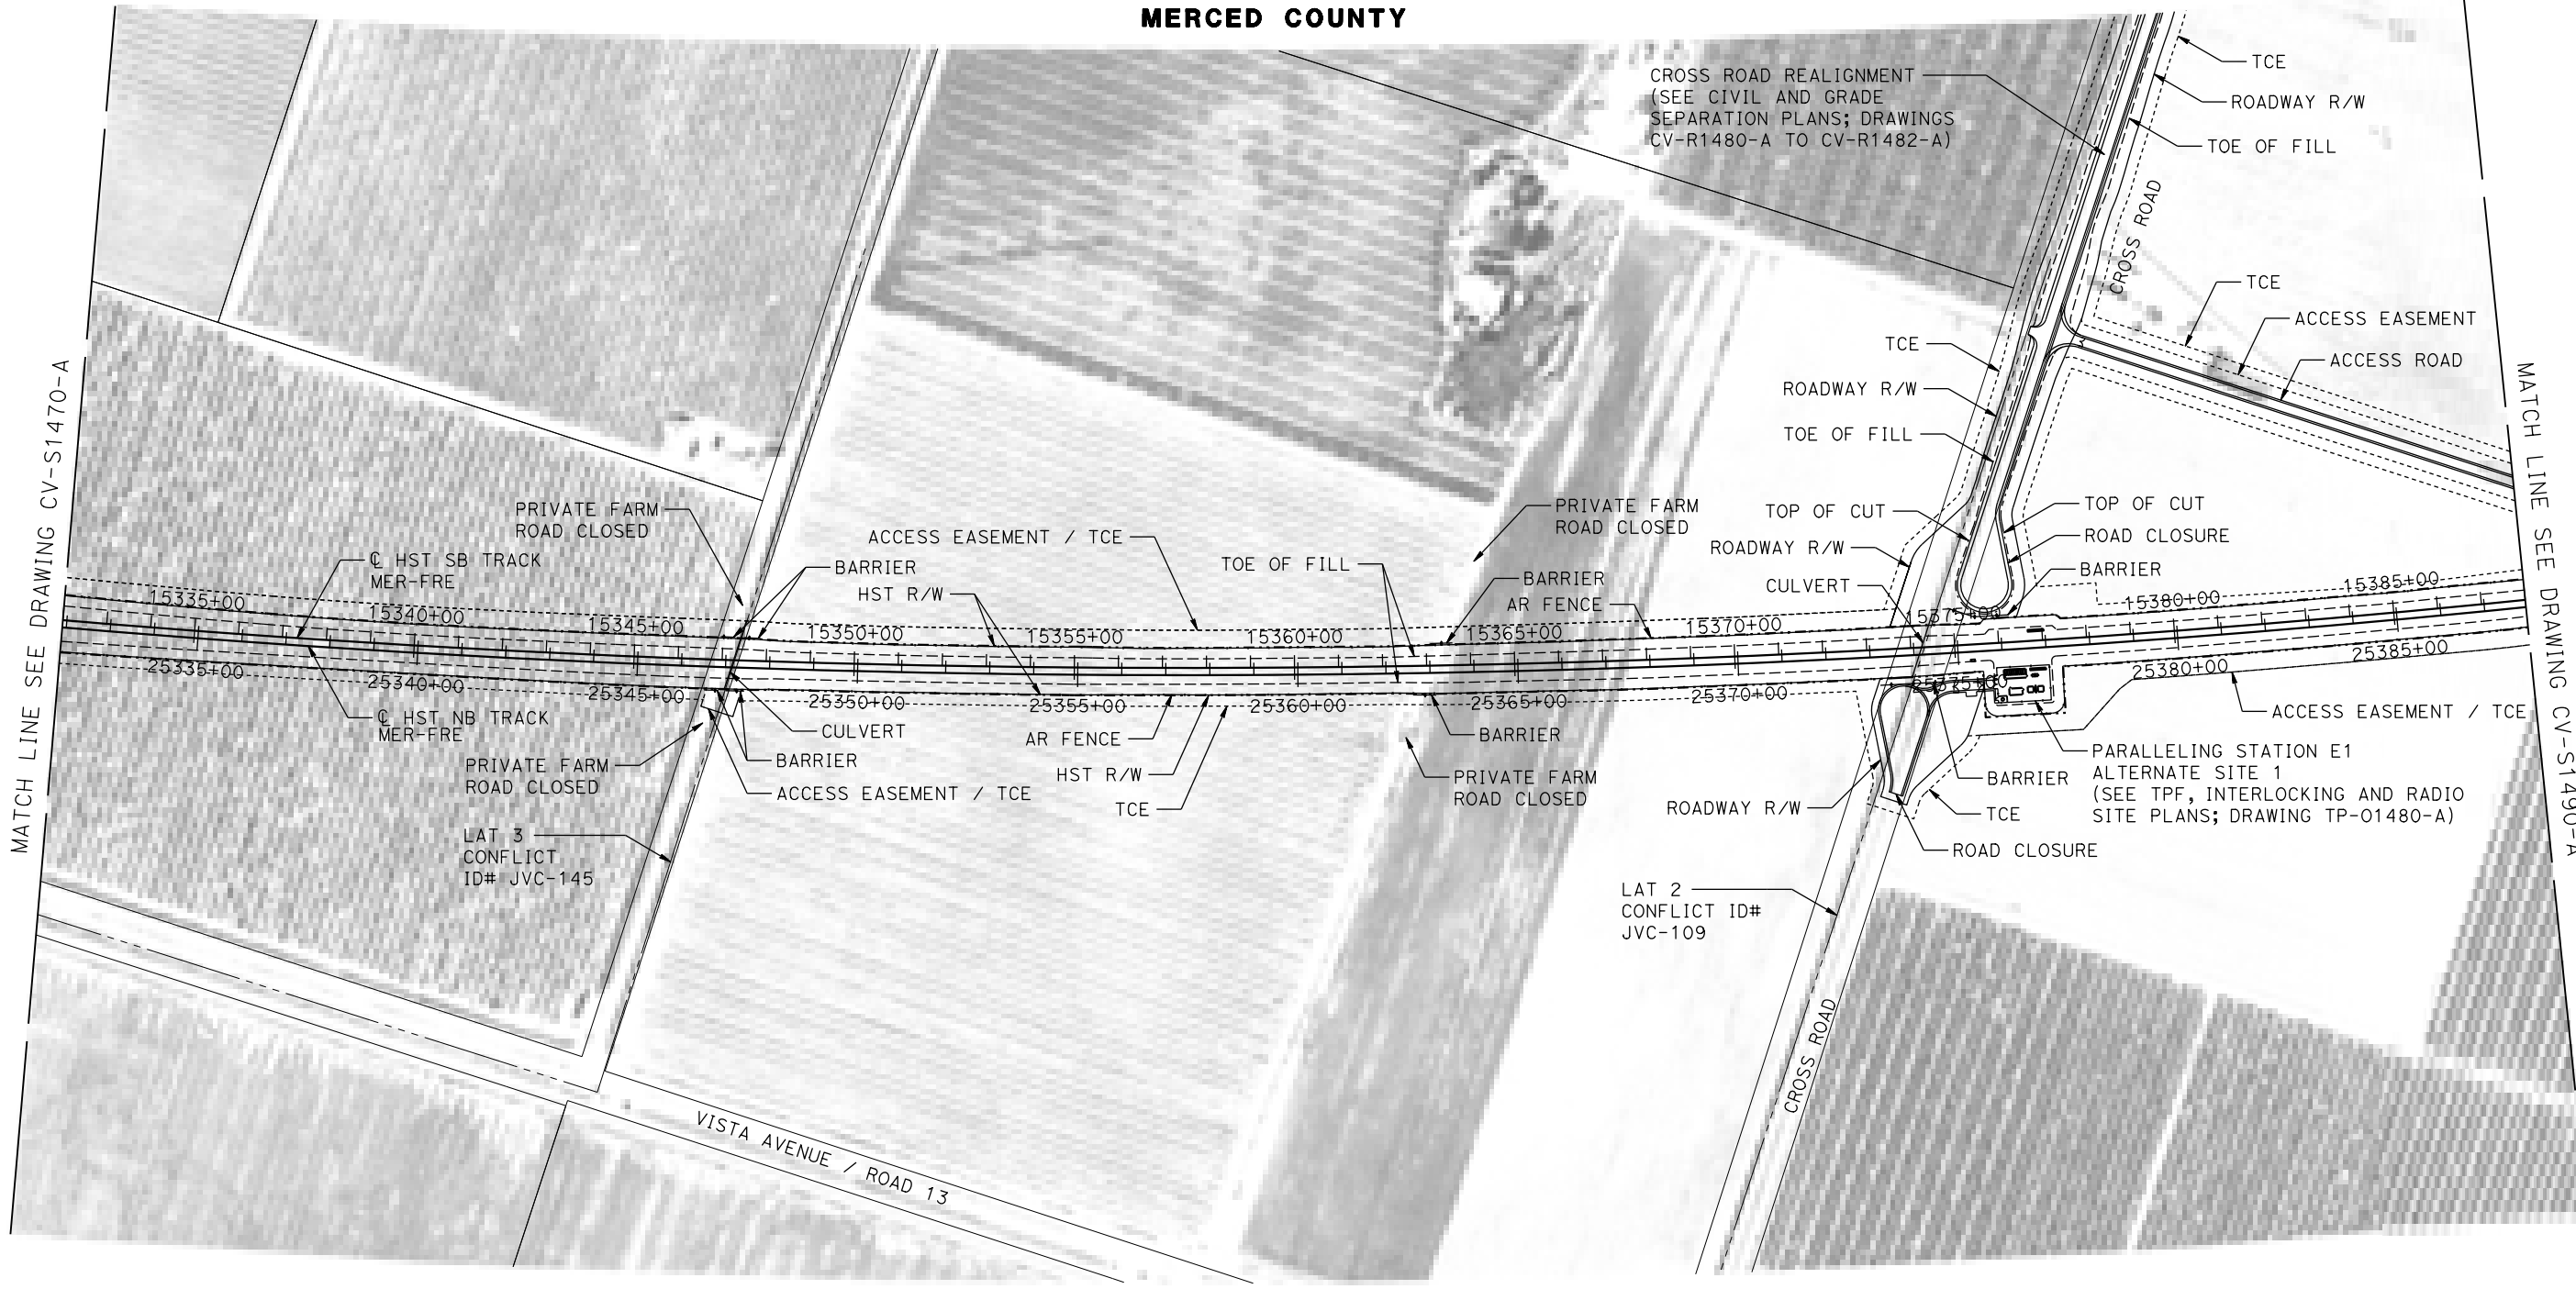 MERCED COUNTY
CROSS ROAD REALIGNMENT
(SEE CIVIL AND GRADE
SEPARATION PLANS; DRAWINGS
CV-R1480-A TO CV-R1482-A)
TCE
ROADWAY R/W
TOE OF FILL
CROSS ROAD
TCE
ACCESS EASEMENT
ACCESS ROAD
TCE
ROADWAY R/W
TOE OF FILL
TOP OF CUT
ROADWAY R/W
CULVERT
TOP OF CUT
ROAD CLOSURE
BARRIER
MATCH LINE SEE DRAWING CV-S1470-A
MATCH LINE SEE DRAWING CV-S1490-A
PRIVATE FARM
ROAD CLOSED
℄ HST SB TRACK
MER-FRE
ACCESS EASEMENT / TCE
BARRIER
HST R/W
TOE OF FILL
PRIVATE FARM
ROAD CLOSED
BARRIER
AR FENCE
15335+00
15340+00
15345+00
15350+00
15355+00
15360+00
15365+00
15370+00
15375+00
15380+00
15385+00
25335+00
25340+00
25345+00
25350+00
25355+00
25360+00
25365+00
25370+00
25375+00
25380+00
25385+00
℄ HST NB TRACK
MER-FRE
PRIVATE FARM
ROAD CLOSED
CULVERT
BARRIER
ACCESS EASEMENT / TCE
AR FENCE
HST R/W
TCE
BARRIER
PRIVATE FARM
ROAD CLOSED
LAT 3
CONFLICT
ID# JVC-145
ROADWAY R/W
BARRIER
TCE
ROAD CLOSURE
ACCESS EASEMENT / TCE
PARALLELING STATION E1
ALTERNATE SITE 1
(SEE TPF, INTERLOCKING AND RADIO
SITE PLANS; DRAWING TP-01480-A)
LAT 2
CONFLICT ID#
JVC-109
CROSS ROAD
VISTA AVENUE / ROAD 13